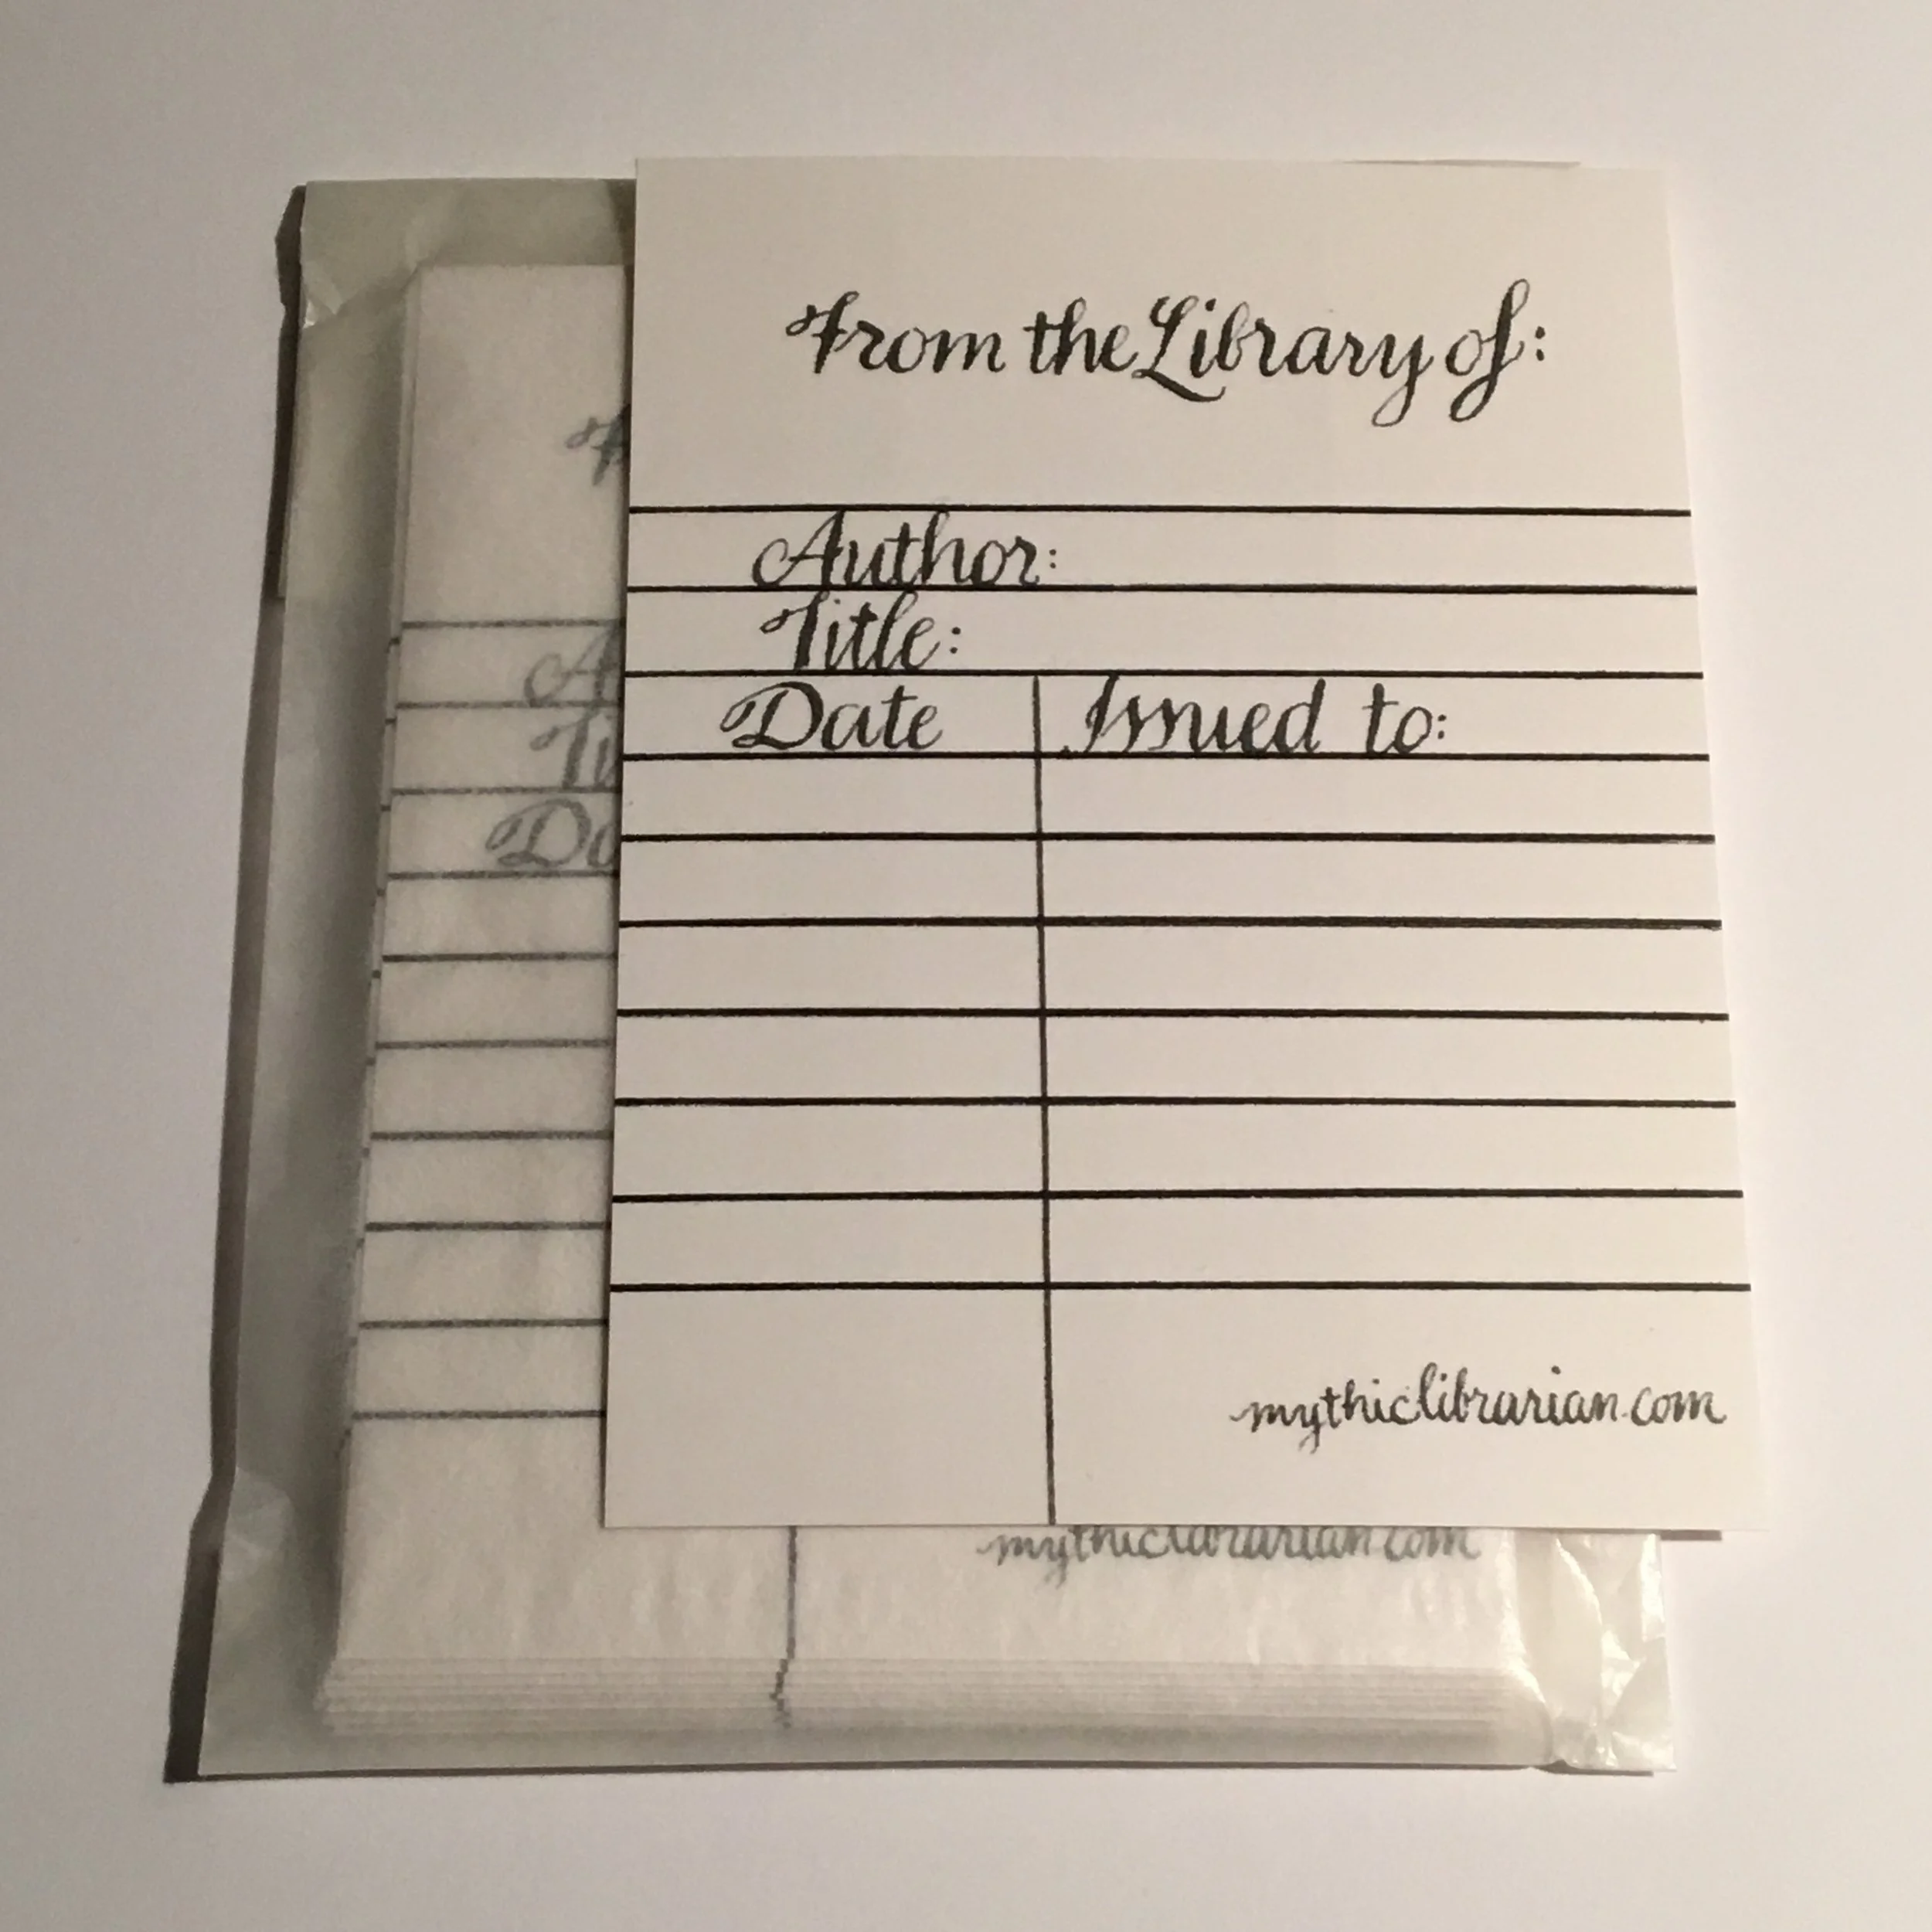 From the Library of:
Author:
Title:
Date Issued to:
mythiclibrarian.com
mythiclibrarian.com